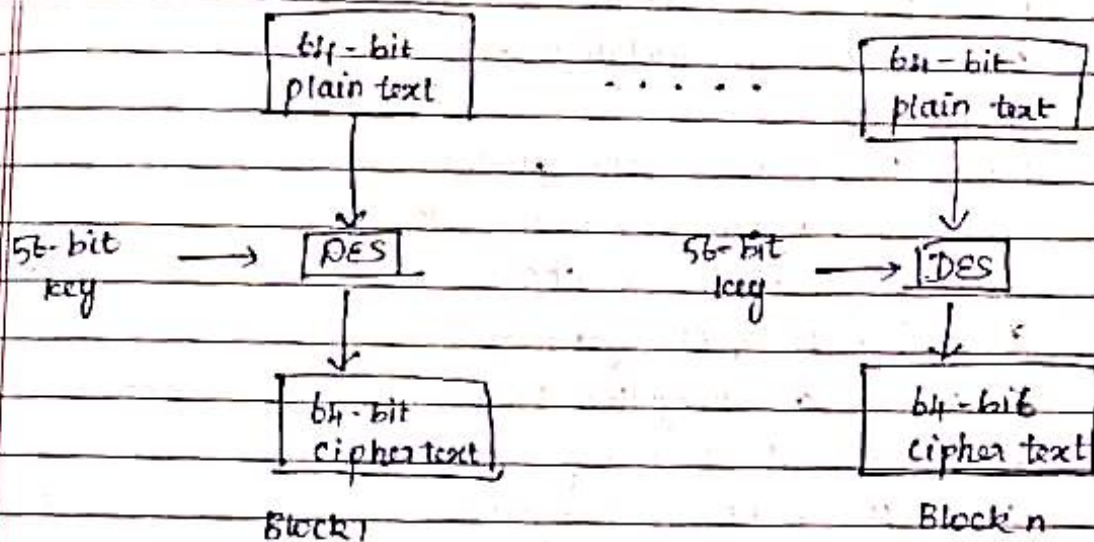 64-bit
plain text
. . . . .
64-bit
plain text
56-bit
key
DES
56-bit
key
DES
64-bit
cipher text
64-bit
cipher text
Block 1
Block n